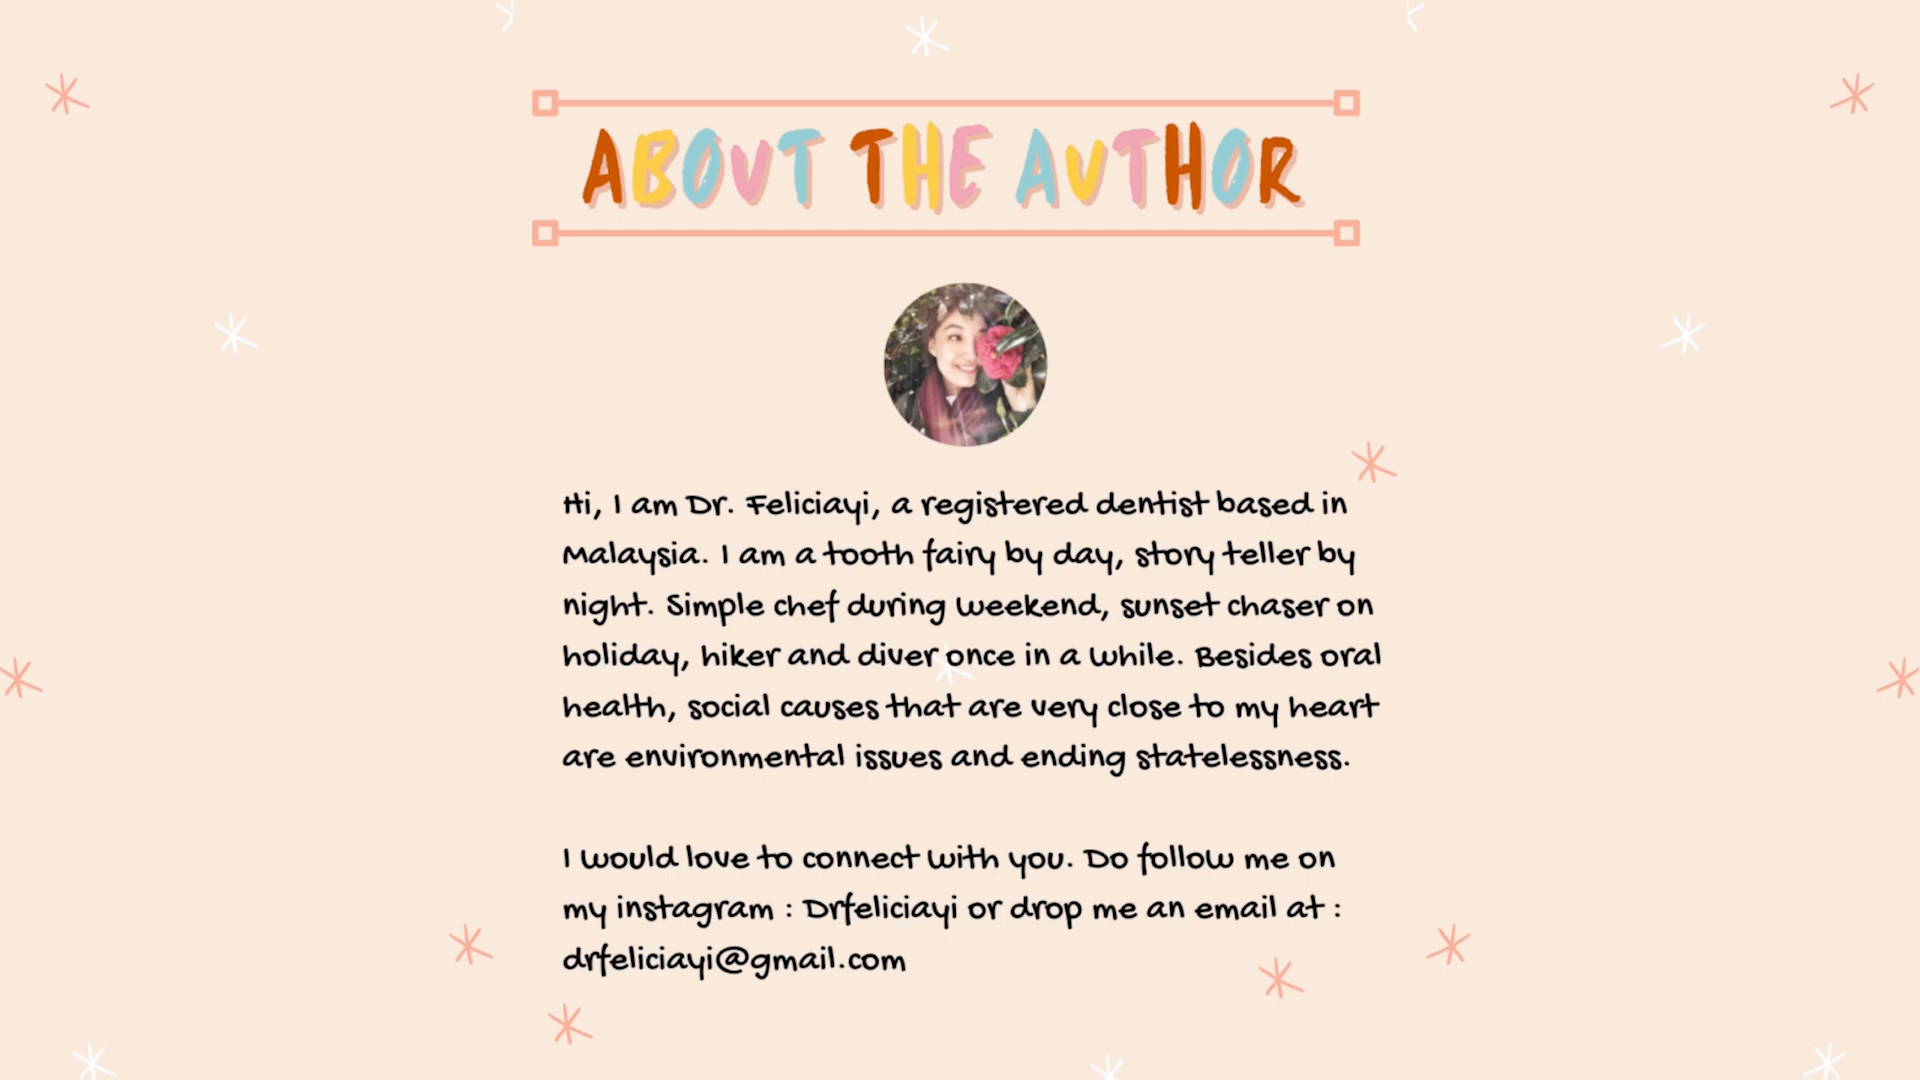 ABOUT THE AUTHOR
Hi, I am Dr. Feliciayi, a registered dentist based in
Malaysia. I am a tooth fairy by day, story teller by
night. Simple chef during weekend, sunset chaser on
holiday, hiker and diver once in a while. Besides oral
health, social causes that are very close to my heart
are environmental issues and ending statelessness.
I would love to connect with you. Do follow me on
my instagram : Drfeliciayi or drop me an email at :
drfeliciayi@gmail.com